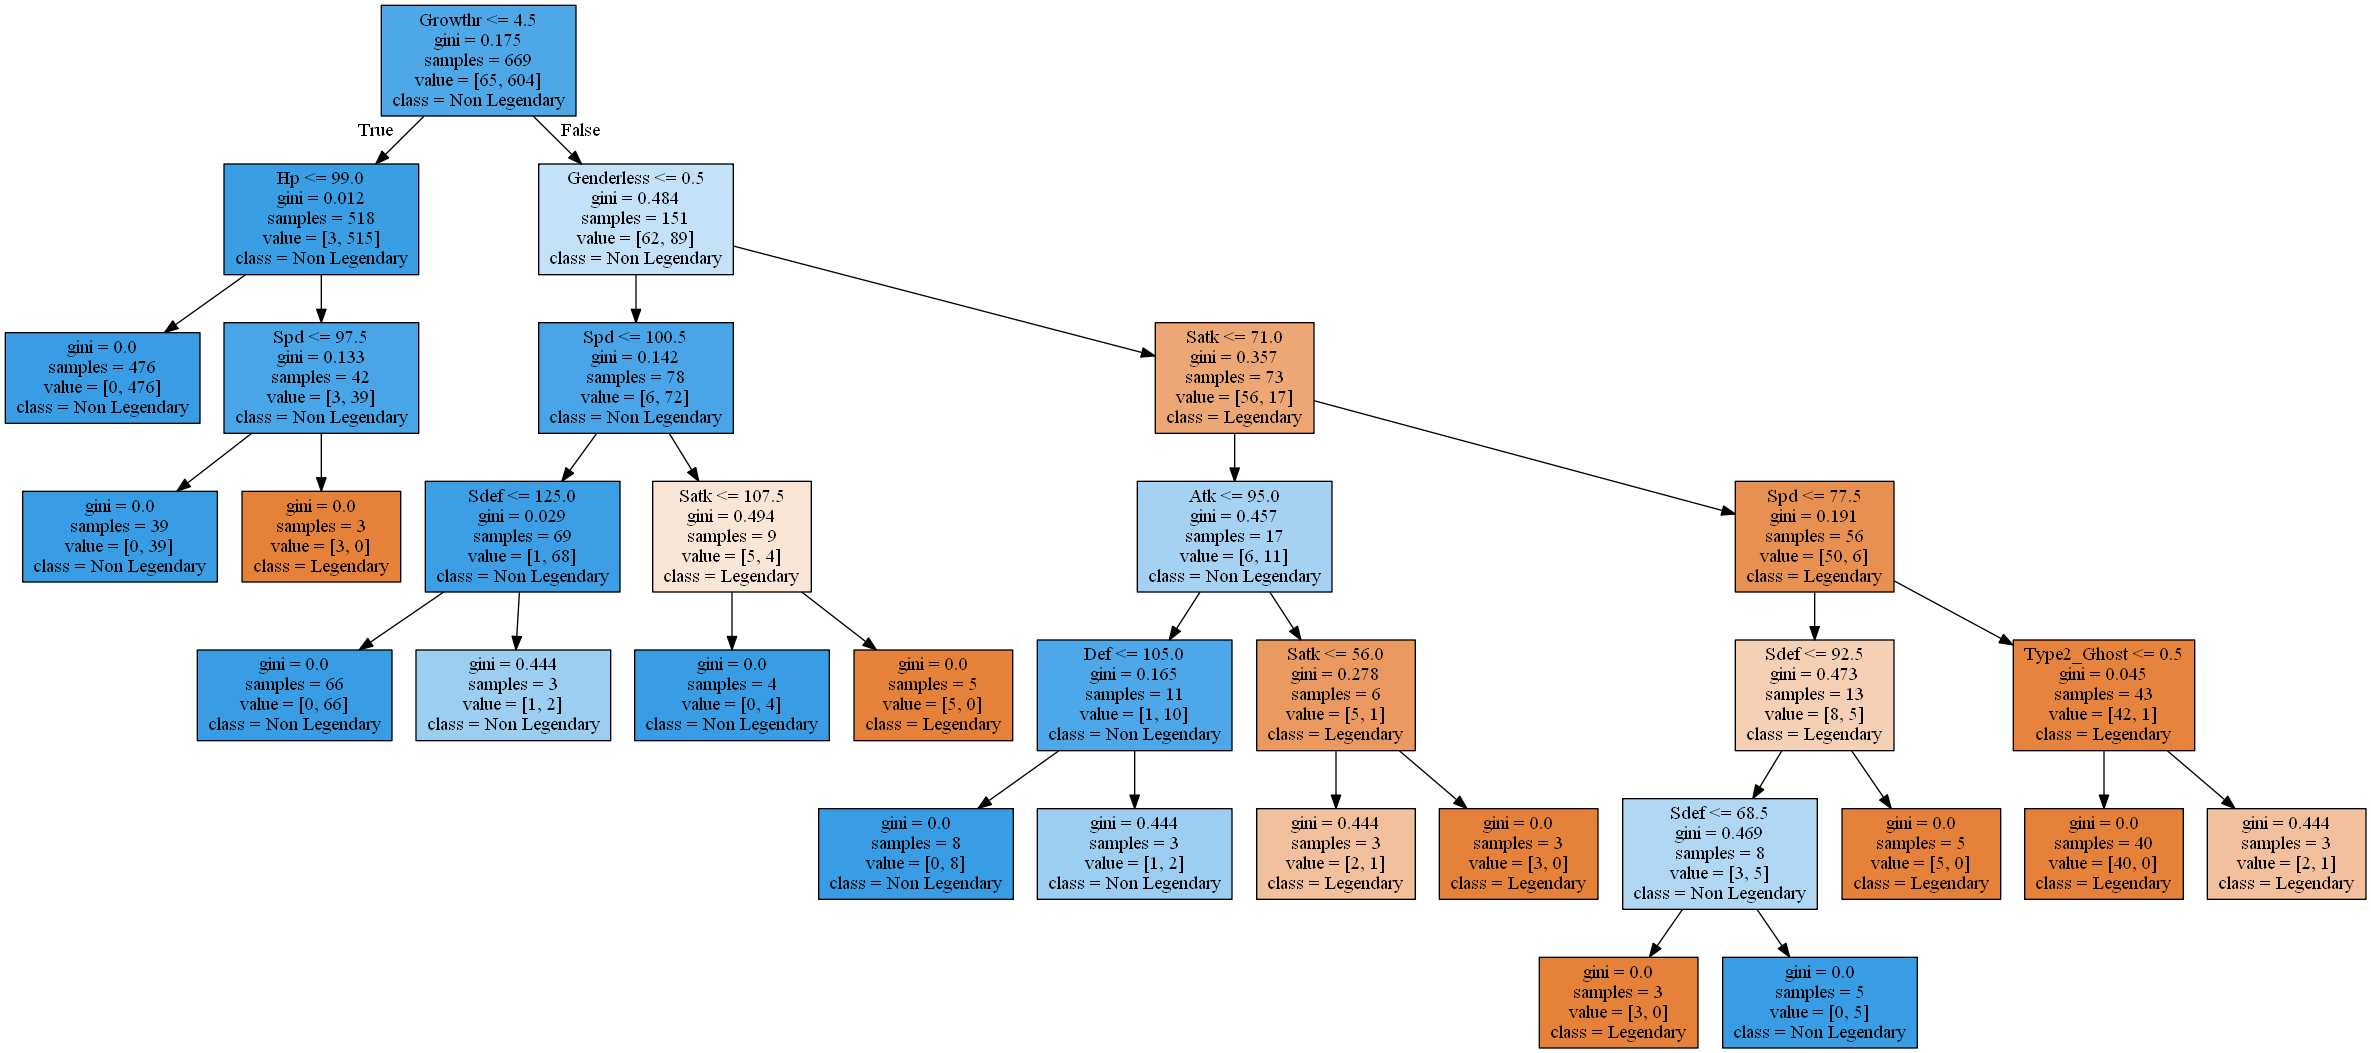 Growthr <= 4.5
gini = 0.175
samples = 669
value = [65, 604]
class = Non Legendary
True
False
Hp <= 99.0
gini = 0.012
samples = 518
value = [3, 515]
class = Non Legendary
Genderless <= 0.5
gini = 0.484
samples = 151
value = [62, 89]
class = Non Legendary
gini = 0.0
samples = 476
value = [0, 476]
class = Non Legendary
Spd <= 97.5
gini = 0.133
samples = 42
value = [3, 39]
class = Non Legendary
Spd <= 100.5
gini = 0.142
samples = 78
value = [6, 72]
class = Non Legendary
Satk <= 71.0
gini = 0.357
samples = 73
value = [56, 17]
class = Legendary
gini = 0.0
samples = 39
value = [0, 39]
class = Non Legendary
gini = 0.0
samples = 3
value = [3, 0]
class = Legendary
Sdef <= 125.0
gini = 0.029
samples = 69
value = [1, 68]
class = Non Legendary
Satk <= 107.5
gini = 0.494
samples = 9
value = [5, 4]
class = Legendary
Atk <= 95.0
gini = 0.457
samples = 17
value = [6, 11]
class = Non Legendary
Spd <= 77.5
gini = 0.191
samples = 56
value = [50, 6]
class = Legendary
gini = 0.0
samples = 66
value = [0, 66]
class = Non Legendary
gini = 0.444
samples = 3
value = [1, 2]
class = Non Legendary
gini = 0.0
samples = 4
value = [0, 4]
class = Non Legendary
gini = 0.0
samples = 5
value = [5, 0]
class = Legendary
Def <= 105.0
gini = 0.165
samples = 11
value = [1, 10]
class = Non Legendary
Satk <= 56.0
gini = 0.278
samples = 6
value = [5, 1]
class = Legendary
Sdef <= 92.5
gini = 0.473
samples = 13
value = [8, 5]
class = Legendary
Type2_Ghost <= 0.5
gini = 0.045
samples = 43
value = [42, 1]
class = Legendary
gini = 0.0
samples = 8
value = [0, 8]
class = Non Legendary
gini = 0.444
samples = 3
value = [1, 2]
class = Non Legendary
gini = 0.444
samples = 3
value = [2, 1]
class = Legendary
gini = 0.0
samples = 3
value = [3, 0]
class = Legendary
Sdef <= 68.5
gini = 0.469
samples = 8
value = [3, 5]
class = Non Legendary
gini = 0.0
samples = 5
value = [5, 0]
class = Legendary
gini = 0.0
samples = 40
value = [40, 0]
class = Legendary
gini = 0.444
samples = 3
value = [2, 1]
class = Legendary
gini = 0.0
samples = 3
value = [3, 0]
class = Legendary
gini = 0.0
samples = 5
value = [0, 5]
class = Non Legendary